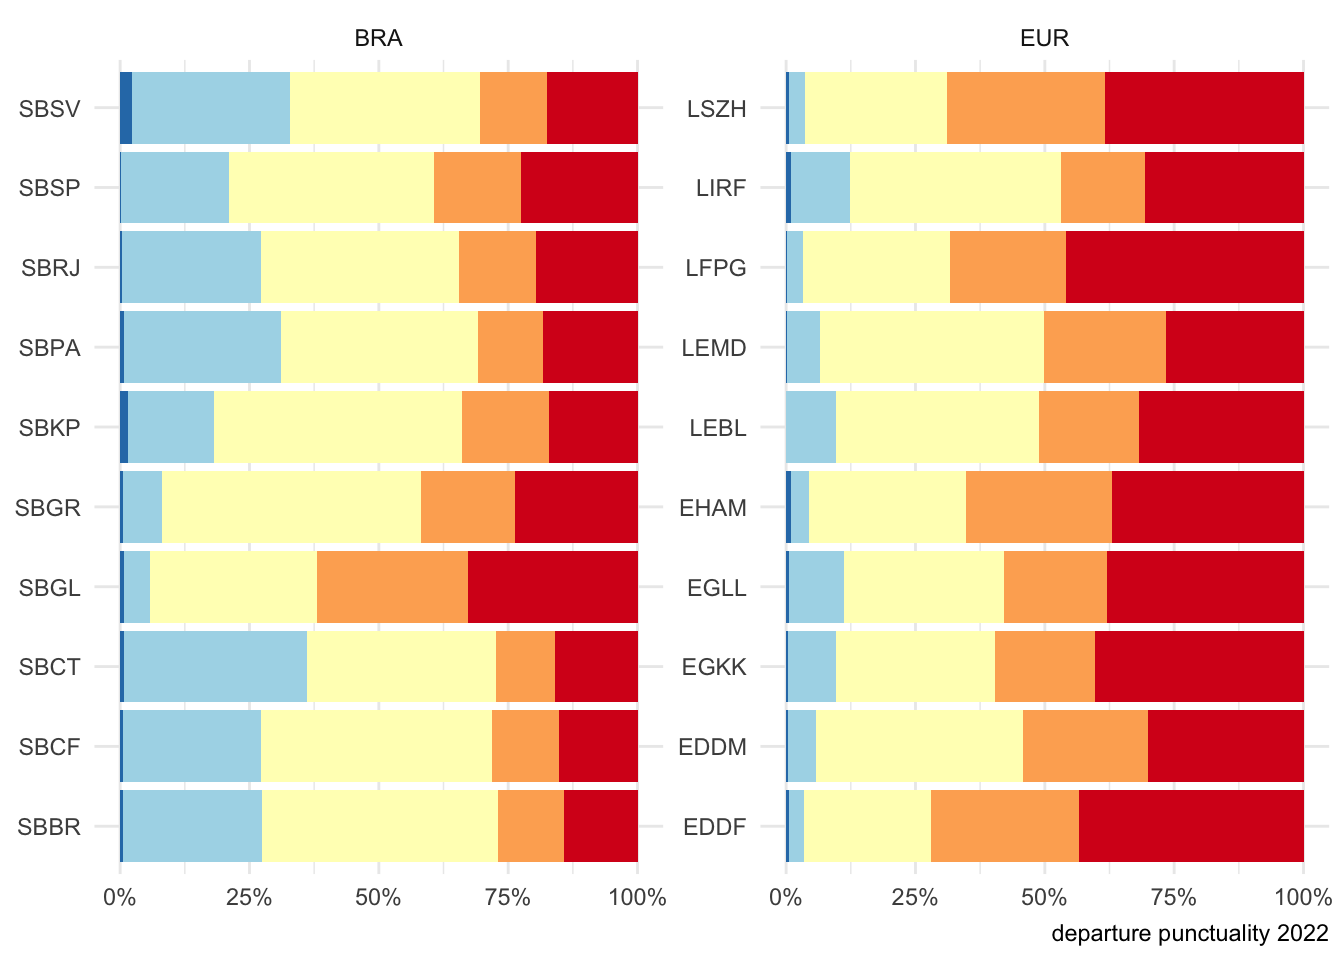 BRA
EUR
SBSV
SBSP
SBRJ
SBPA
SBKP
SBGR
SBGL
SBCT
SBCF
SBBR
LSZH
LIRF
LFPG
LEMD
LEBL
EHAM
EGLL
EGKK
EDDM
EDDF
0% 25% 50% 75% 100%
0% 25% 50% 75% 100%
departure punctuality 2022